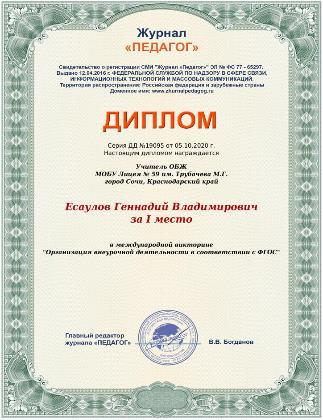 Журнал
«ПЕДАГОГ»
Свидетельство о регистрации СМИ "Журнал «Педагог»" ЭЛ № ФС 77 - 65297.
Выдано 12.04.2016 г. ФЕДЕРАЛЬНОЙ СЛУЖБОЙ ПО НАДЗОРУ В СФЕРЕ СВЯЗИ,
ИНФОРМАЦИОННЫХ ТЕХНОЛОГИЙ И МАССОВЫХ КОММУНИКАЦИЙ.
Территория распространения: Российская федерация и зарубежные страны
Доменное имя: www.zhurnalpedagog.ru
ДИПЛОМ
Серия ДД №19095 от 05.10.2020 г.
Настоящим дипломом награждается
Учитель ОБЖ
МОБУ Лицея № 59 им. Трубачева М.Г.
город Сочи, Краснодарский край
Есаулов Геннадий Владимирович
за I место
в международной викторине
"Организация внеурочной деятельности в соответствии с ФГОС"
Главный редактор
журнала «ПЕДАГОГ»
В.В. Богданов